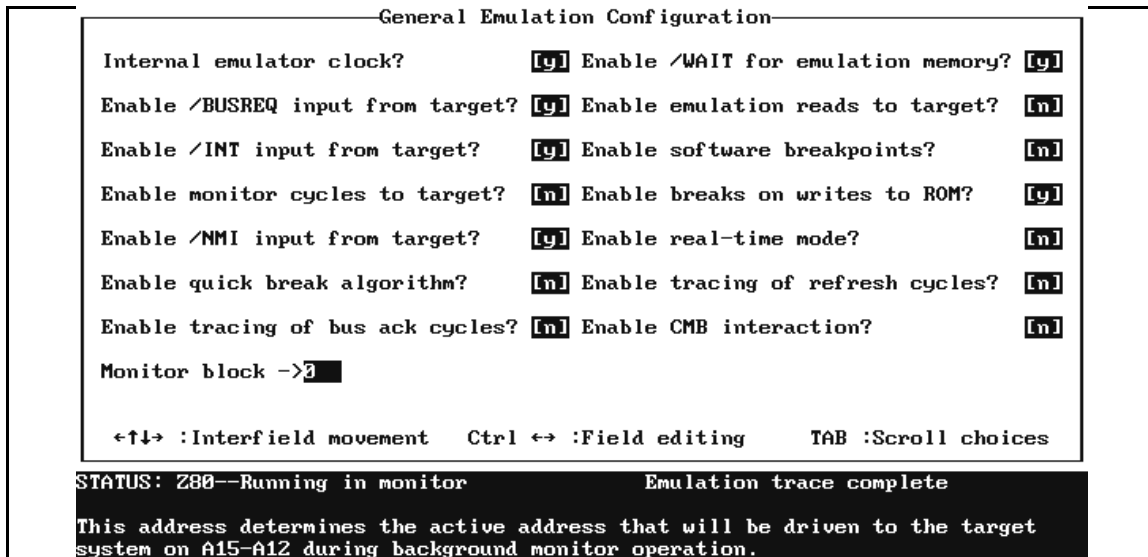 General Emulation Configuration
Internal emulator clock? [y] Enable /WAIT for emulation memory? [y]
Enable /BUSREQ input from target? [y] Enable emulation reads to target? [n]
Enable /INT input from target? [y] Enable software breakpoints? [n]
Enable monitor cycles to target? [n] Enable breaks on writes to ROM? [y]
Enable /NMI input from target? [y] Enable real-time mode? [n]
Enable quick break algorithm? [n] Enable tracing of refresh cycles? [n]
Enable tracing of bus ack cycles? [n] Enable CMB interaction? [n]
Monitor block ->0
←↑↓→ :Interfield movement Ctrl ↔ :Field editing TAB :Scroll choices
STATUS: Z80--Running in monitor Emulation trace complete
This address determines the active address that will be driven to the target
system on A15-A12 during background monitor operation.